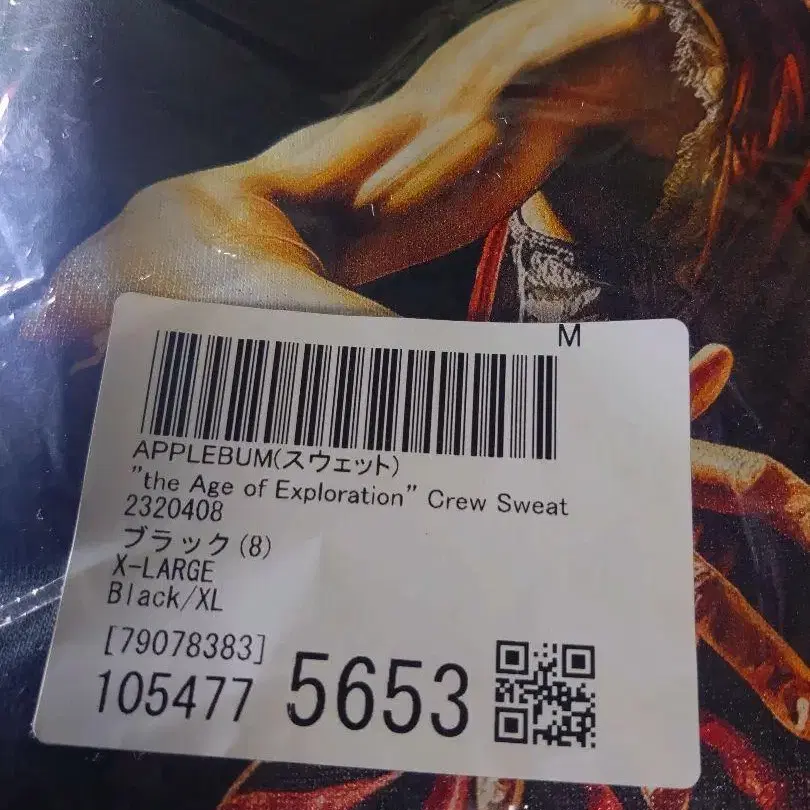 M
APPLEBUM(スウェット)
"the Age of Exploration" Crew Sweat
2320408
ブラック(8)
X-LARGE
Black/XL
[79078383]
105477 5653